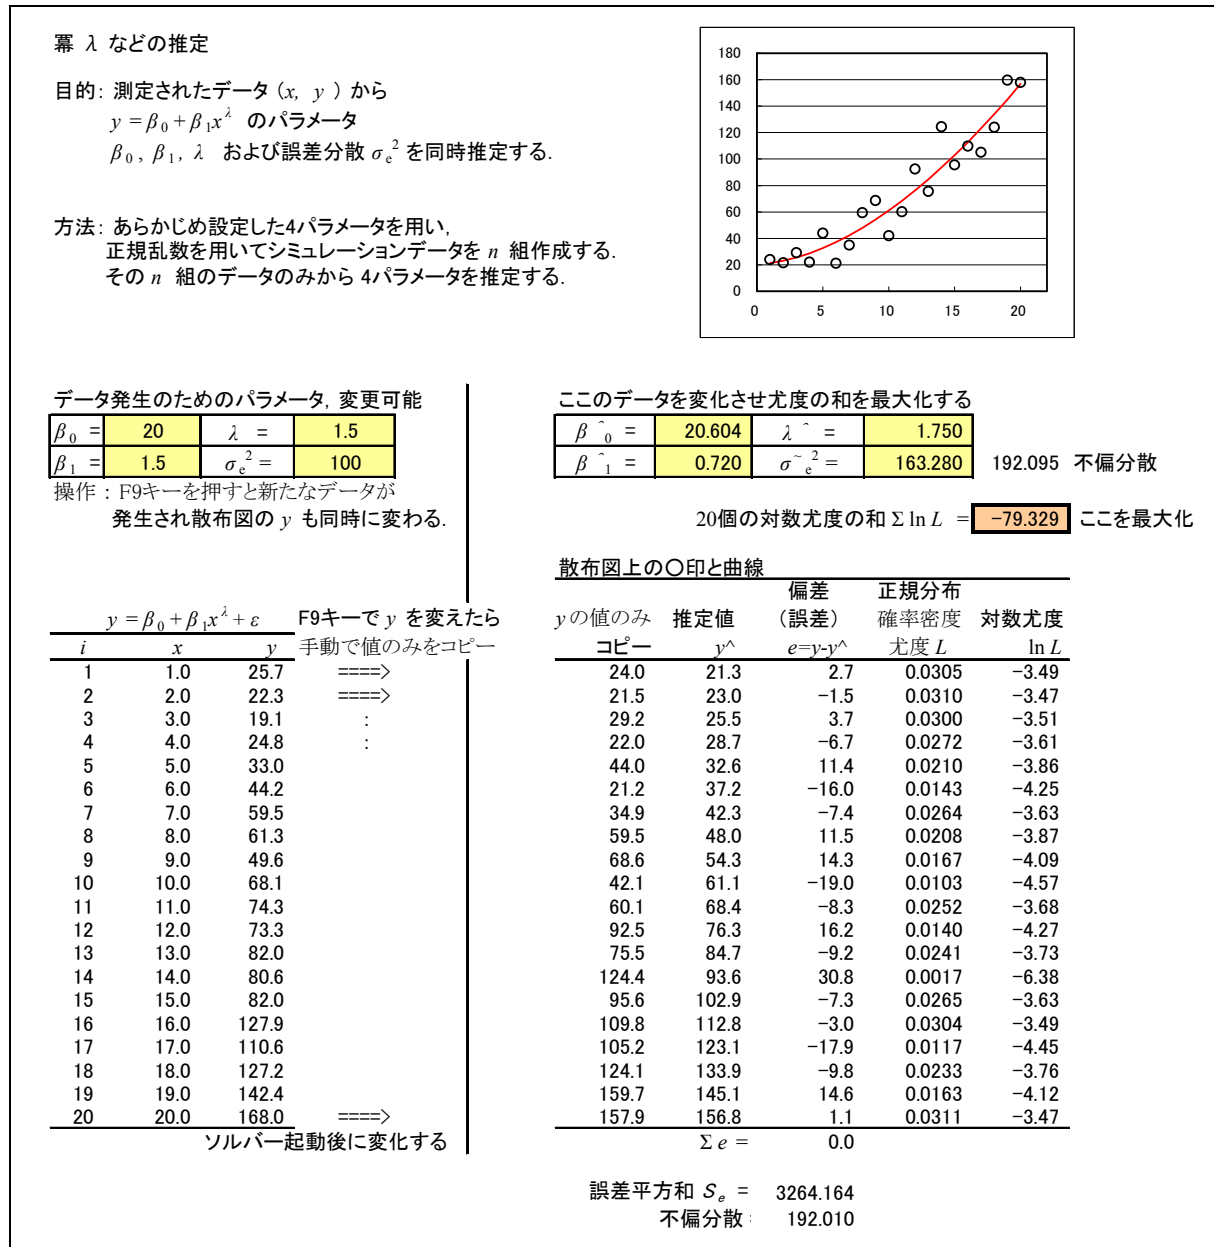 冪 λ などの推定
目的: 測定されたデータ (x, y ) から
y = β0 + β1x^λ のパラメータ
β0 , β1 , λ および誤差分散 σe^2 を同時推定する.
方法: あらかじめ設定した4パラメータを用い,
正規乱数を用いてシミュレーションデータを n 組作成する.
その n 組のデータのみから 4パラメータを推定する.
180
160
140
120
100
80
60
40
20
0
0 5 10 15 20
データ発生のためのパラメータ, 変更可能
β0 = 20 λ = 1.5
β1 = 1.5 σe^2 = 100
操作 : F9キーを押すと新たなデータが
発生され散布図の y も同時に変わる.
ここのデータを変化させ尤度の和を最大化する
β^0 = 20.604 λ^ = 1.750
β^1 = 0.720 σ~e^2 = 163.280 192.095 不偏分散
20個の対数尤度の和 Σ ln L = −79.329 ここを最大化
散布図上の○印と曲線
y = β0 + β1x^λ + ε F9キーで y を変えたら
i x y 手動で値のみをコピー
1 1.0 25.7 ====>
2 2.0 22.3 ====>
3 3.0 19.1 :
4 4.0 24.8 :
5 5.0 33.0
6 6.0 44.2
7 7.0 59.5
8 8.0 61.3
9 9.0 49.6
10 10.0 68.1
11 11.0 74.3
12 12.0 73.3
13 13.0 82.0
14 14.0 80.6
15 15.0 82.0
16 16.0 127.9
17 17.0 110.6
18 18.0 127.2
19 19.0 142.4
20 20.0 168.0 ====>
ソルバー起動後に変化する
偏差 正規分布
yの値のみ 推定値 (誤差) 確率密度 対数尤度
コピー y^ e=y-y^ 尤度 L ln L
24.0 21.3 2.7 0.0305 −3.49
21.5 23.0 −1.5 0.0310 −3.47
29.2 25.5 3.7 0.0300 −3.51
22.0 28.7 −6.7 0.0272 −3.61
44.0 32.6 11.4 0.0210 −3.86
21.2 37.2 −16.0 0.0143 −4.25
34.9 42.3 −7.4 0.0264 −3.63
59.5 48.0 11.5 0.0208 −3.87
68.6 54.3 14.3 0.0167 −4.09
42.1 61.1 −19.0 0.0103 −4.57
60.1 68.4 −8.3 0.0252 −3.68
92.5 76.3 16.2 0.0140 −4.27
75.5 84.7 −9.2 0.0241 −3.73
124.4 93.6 30.8 0.0017 −6.38
95.6 102.9 −7.3 0.0265 −3.63
109.8 112.8 −3.0 0.0304 −3.49
105.2 123.1 −17.9 0.0117 −4.45
124.1 133.9 −9.8 0.0233 −3.76
159.7 145.1 14.6 0.0163 −4.12
157.9 156.8 1.1 0.0311 −3.47
Σ e = 0.0
誤差平方和 Se = 3264.164
不偏分散 : 192.010